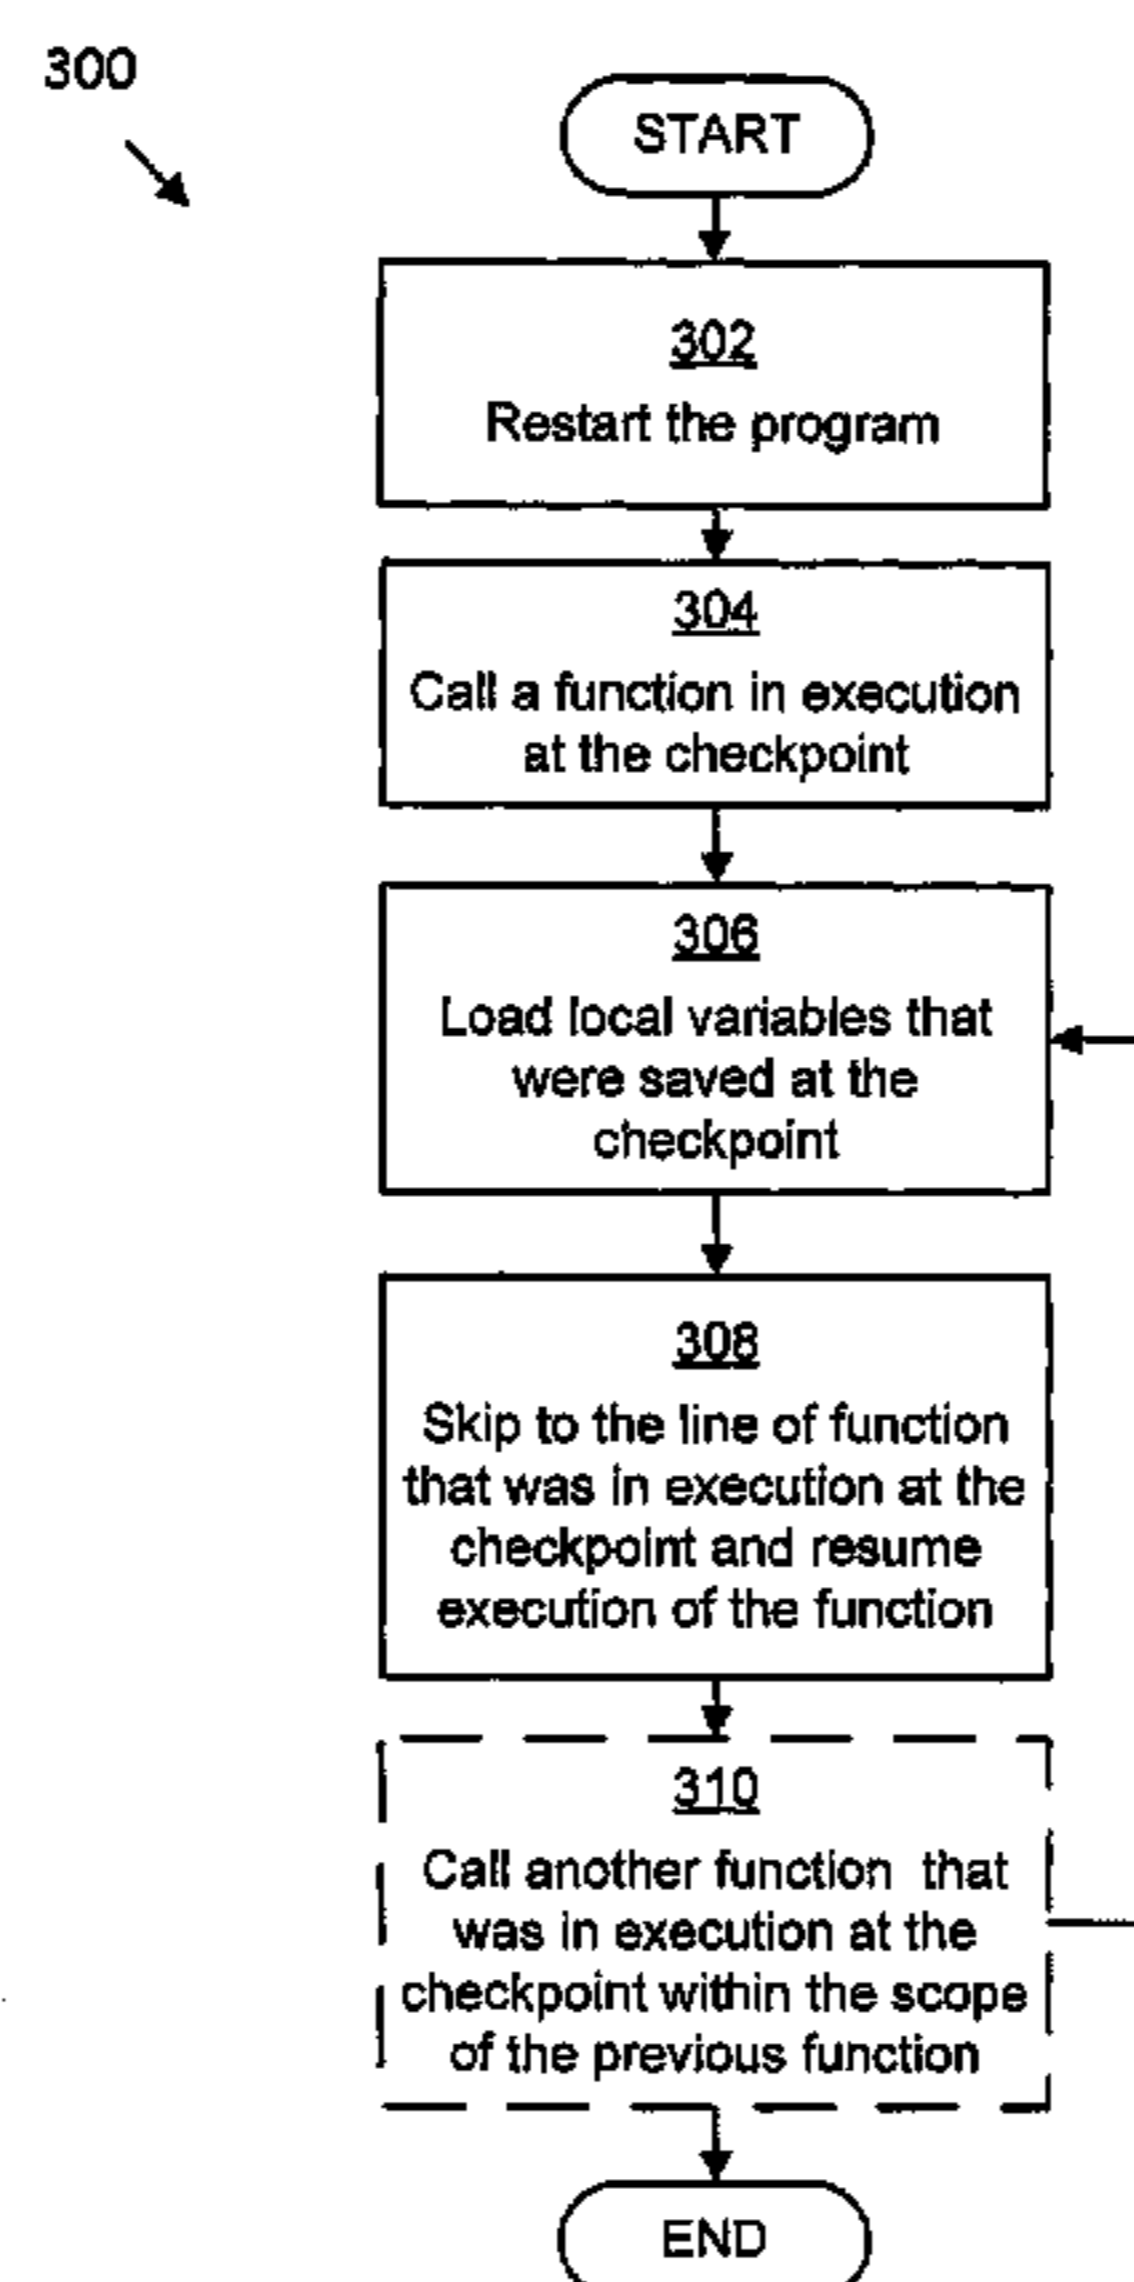 300
START
302
Restart the program
304
Call a function in execution
at the checkpoint
306
Load local variables that
were saved at the
checkpoint
308
Skip to the line of function
that was in execution at the
checkpoint and resume
execution of the function
310
Call another function that
was in execution at the
checkpoint within the scope
of the previous function
END